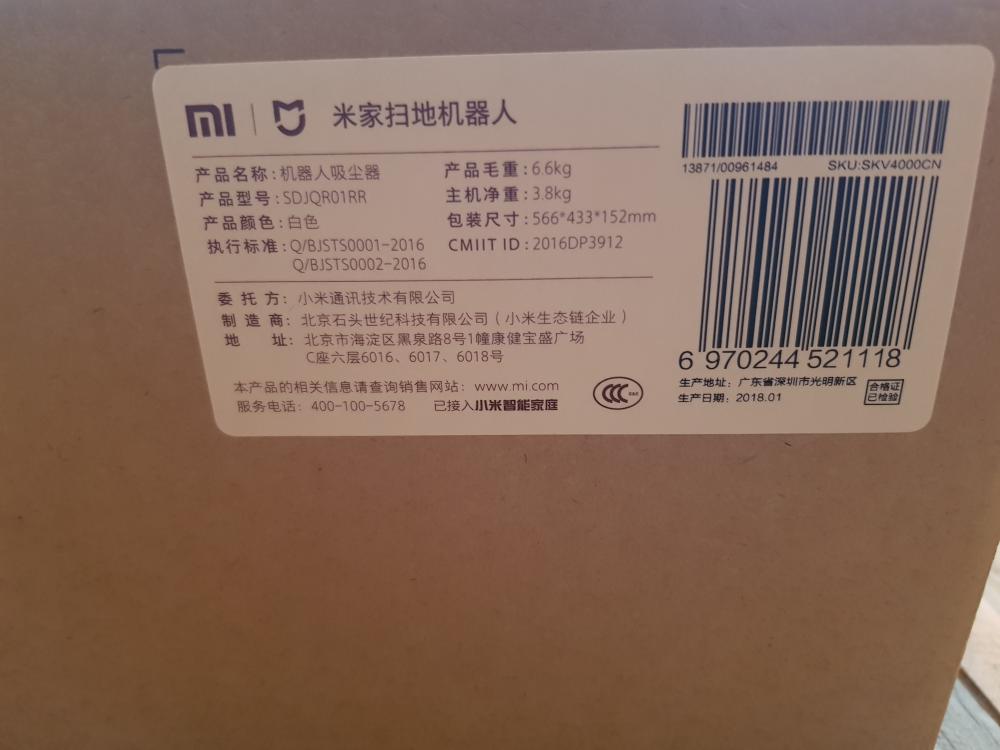 mi 米家扫地机器人
产品名称:机器人吸尘器
产品型号:SDJQR01RR
产品颜色:白色
执行标准:Q/BJSTS0001-2016
Q/BJSTS0002-2016
产品毛重:6.6kg
主机净重:3.8kg
包装尺寸:566*433*152mm
CMIIT ID:2016DP3912
委托方:小米通讯技术有限公司
制造商:北京石头世纪科技有限公司(小米生态链企业)
地址:北京市海淀区黑泉路8号1幢康健宝盛广场
C座六层6016、6017、6018号
本产品的相关信息请查询销售网站:www.mi.com
服务电话:400-100-5678 已接入小米智能家庭
CCC
13871/00961484 SKU:SKV4000CN
6 970244 521118
生产地址:广东省深圳市光明新区
生产日期:2018.01
合格证
已检验